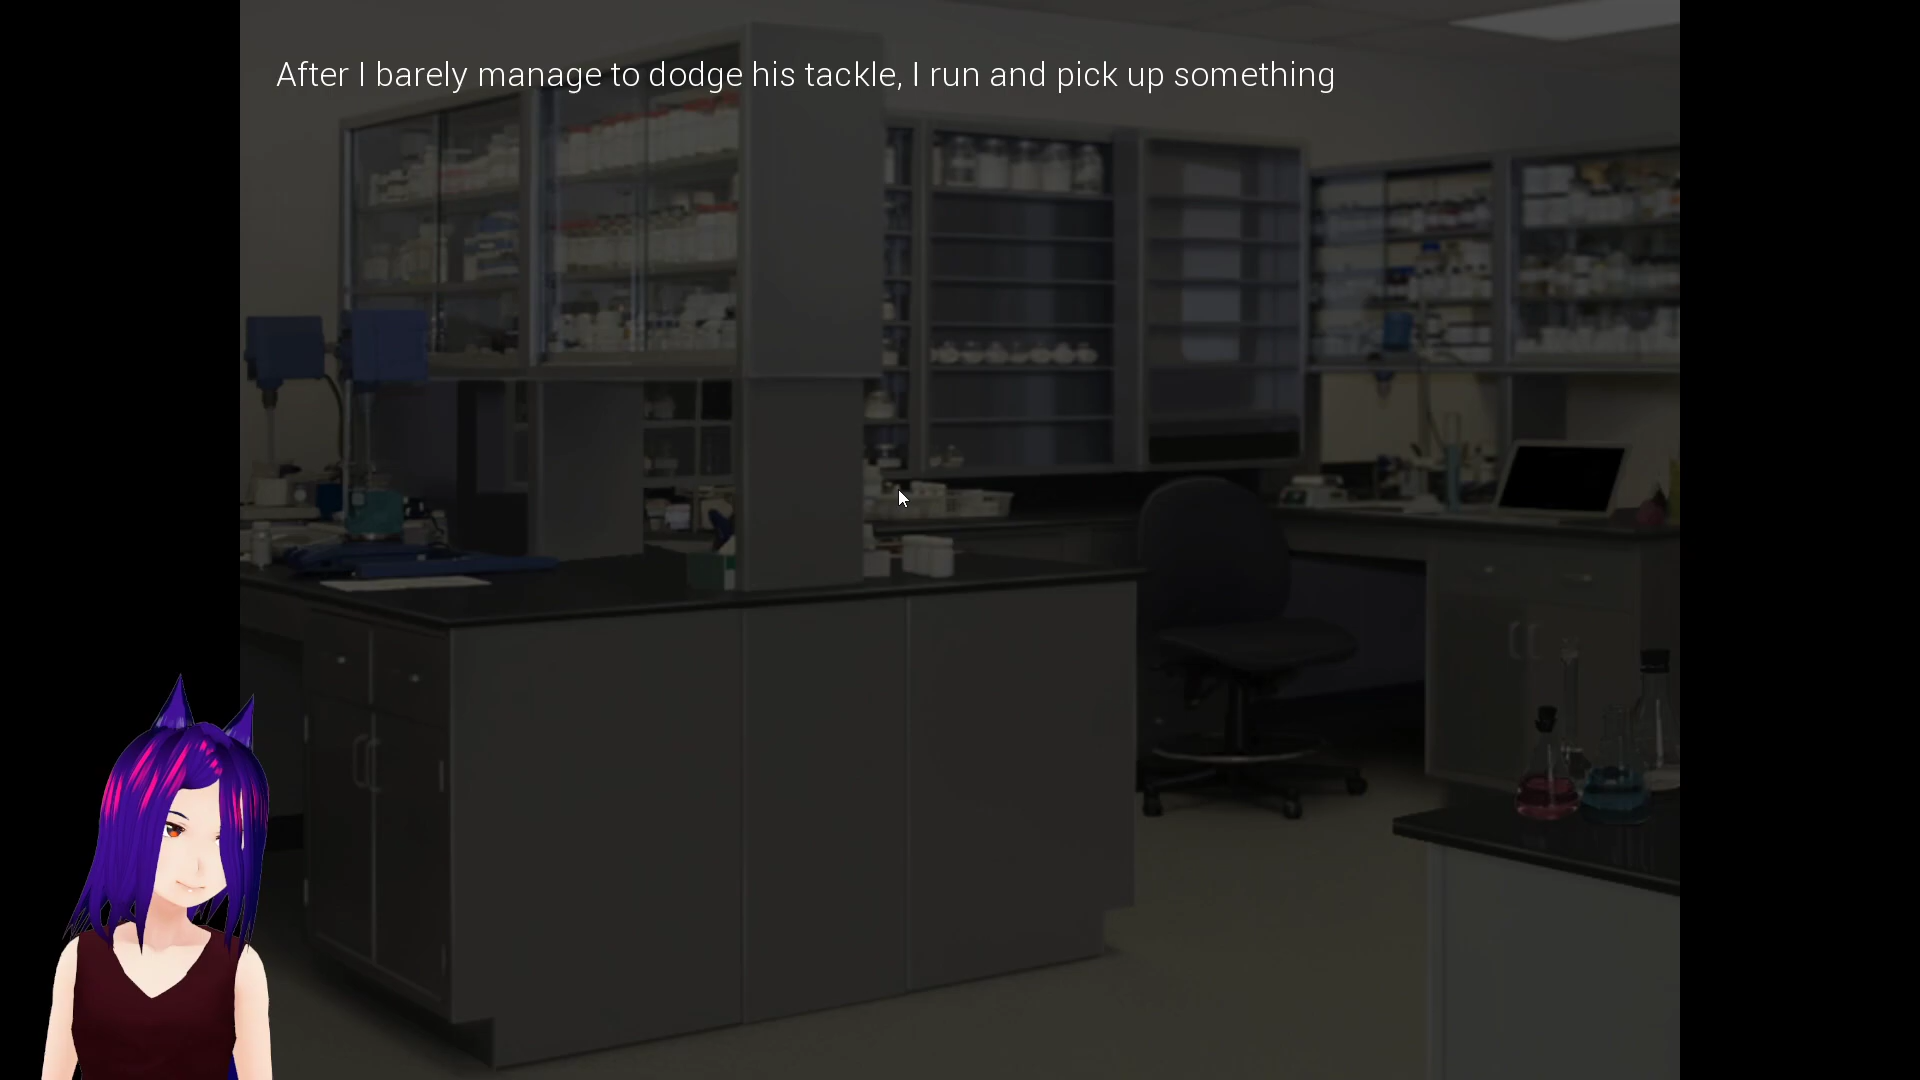 After I barely manage to dodge his tackle, I run and pick up something